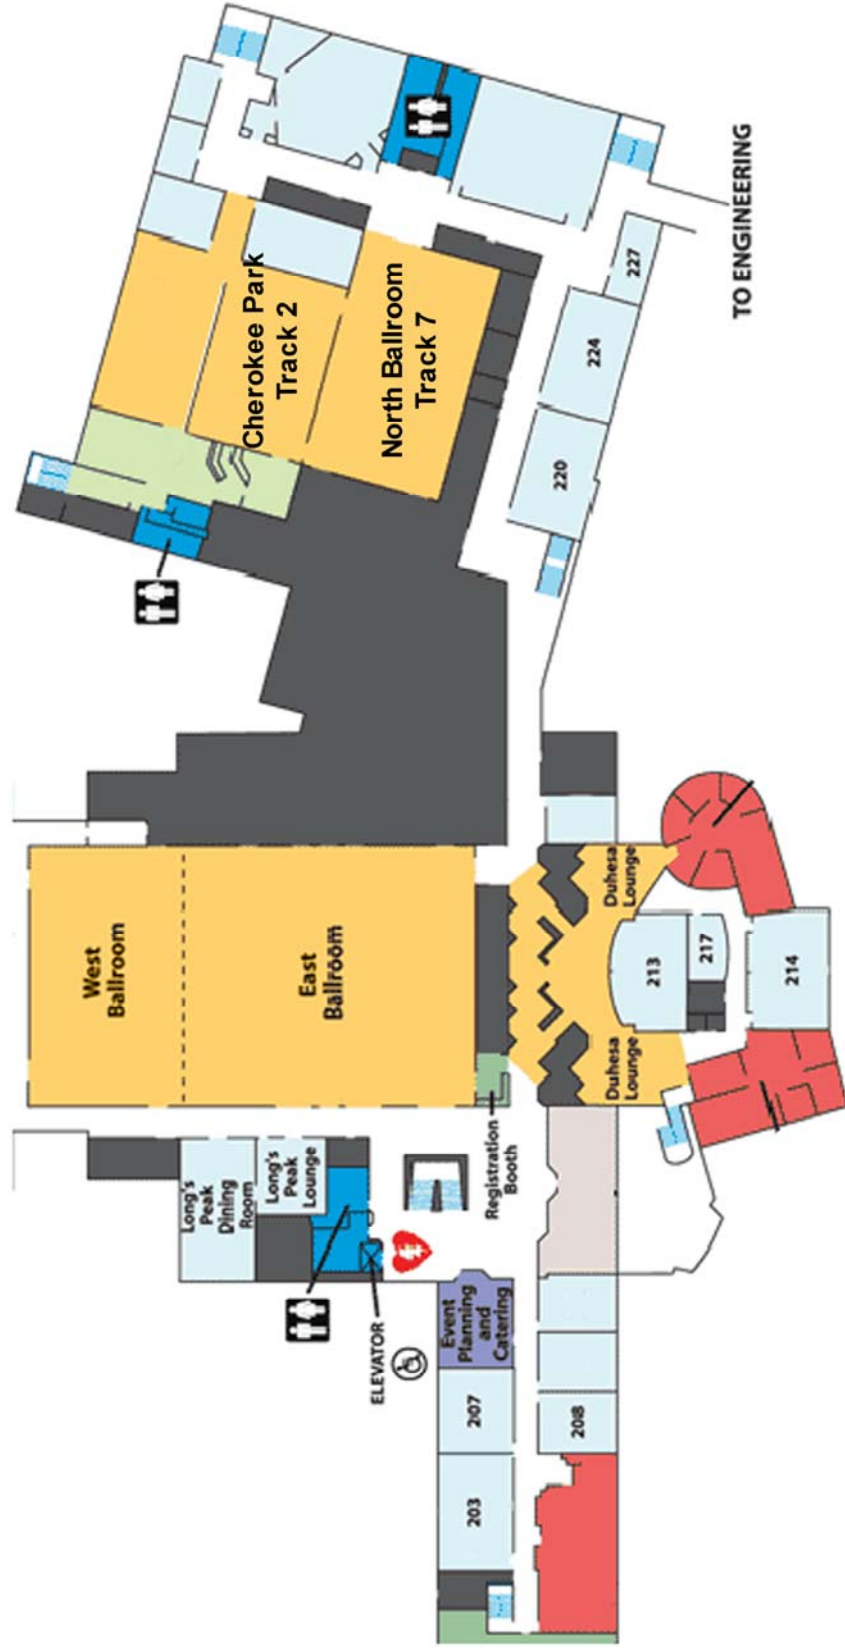 West
Ballroom
East
Ballroom
Cherokee Park
Track 2
North Ballroom
Track 7
Long's
Peak
Dining
Room
Long's
Peak
Lounge
ELEVATOR
Registration
Booth
Event
Planning
and
Catering
203
207
208
Duhesa
Lounge
Duhesa
Lounge
213
217
214
220
224
227
TO ENGINEERING